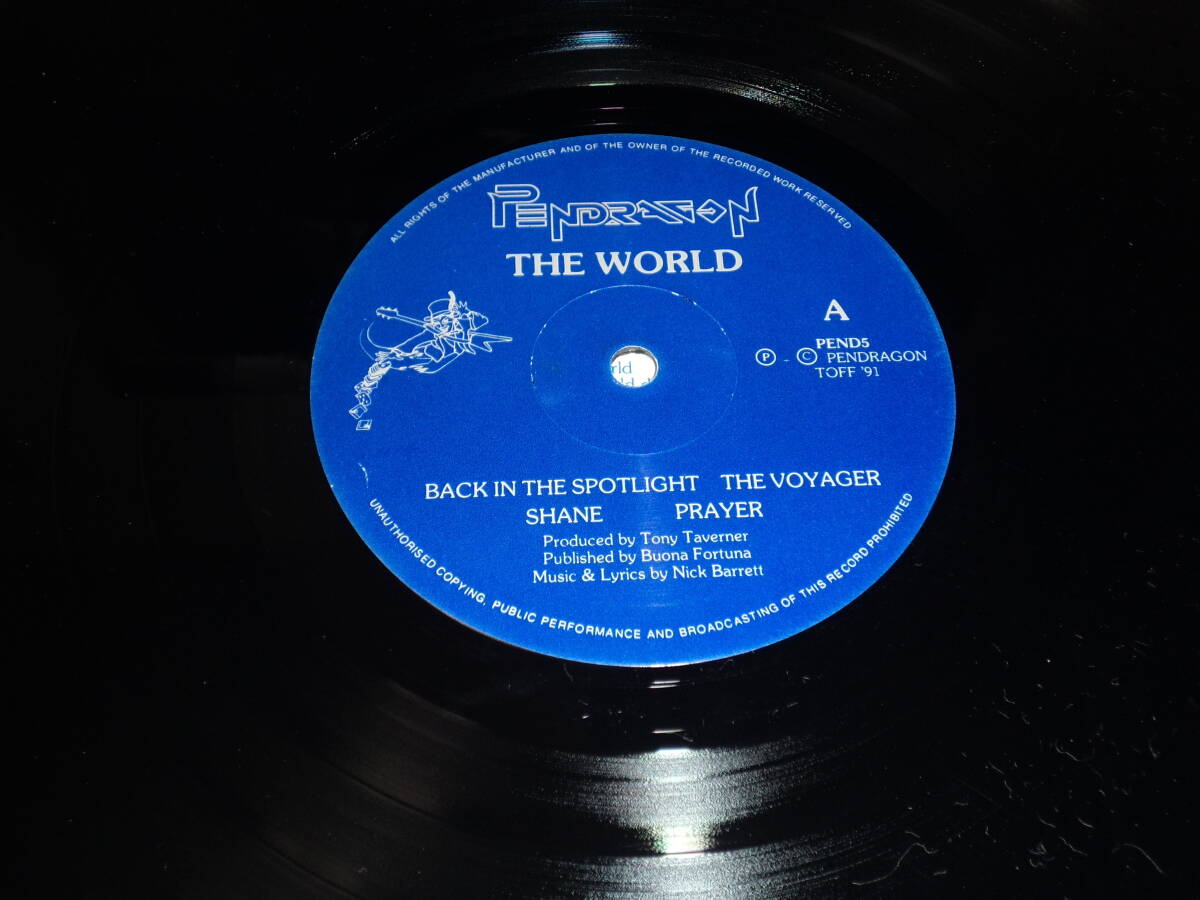 ALL RIGHTS OF THE MANUFACTURER AND OF THE OWNER OF THE RECORDED WORK RESERVED
PENDRAGON
THE WORLD
A
PEND5
Ⓟ - © PENDRAGON
TOFF '91
rld
BACK IN THE SPOTLIGHT THE VOYAGER
SHANE PRAYER
Produced by Tony Taverner
Published by Buona Fortuna
Music & Lyrics by Nick Barrett
UNAUTHORISED COPYING, PUBLIC PERFORMANCE AND BROADCASTING OF THIS RECORD PROHIBITED